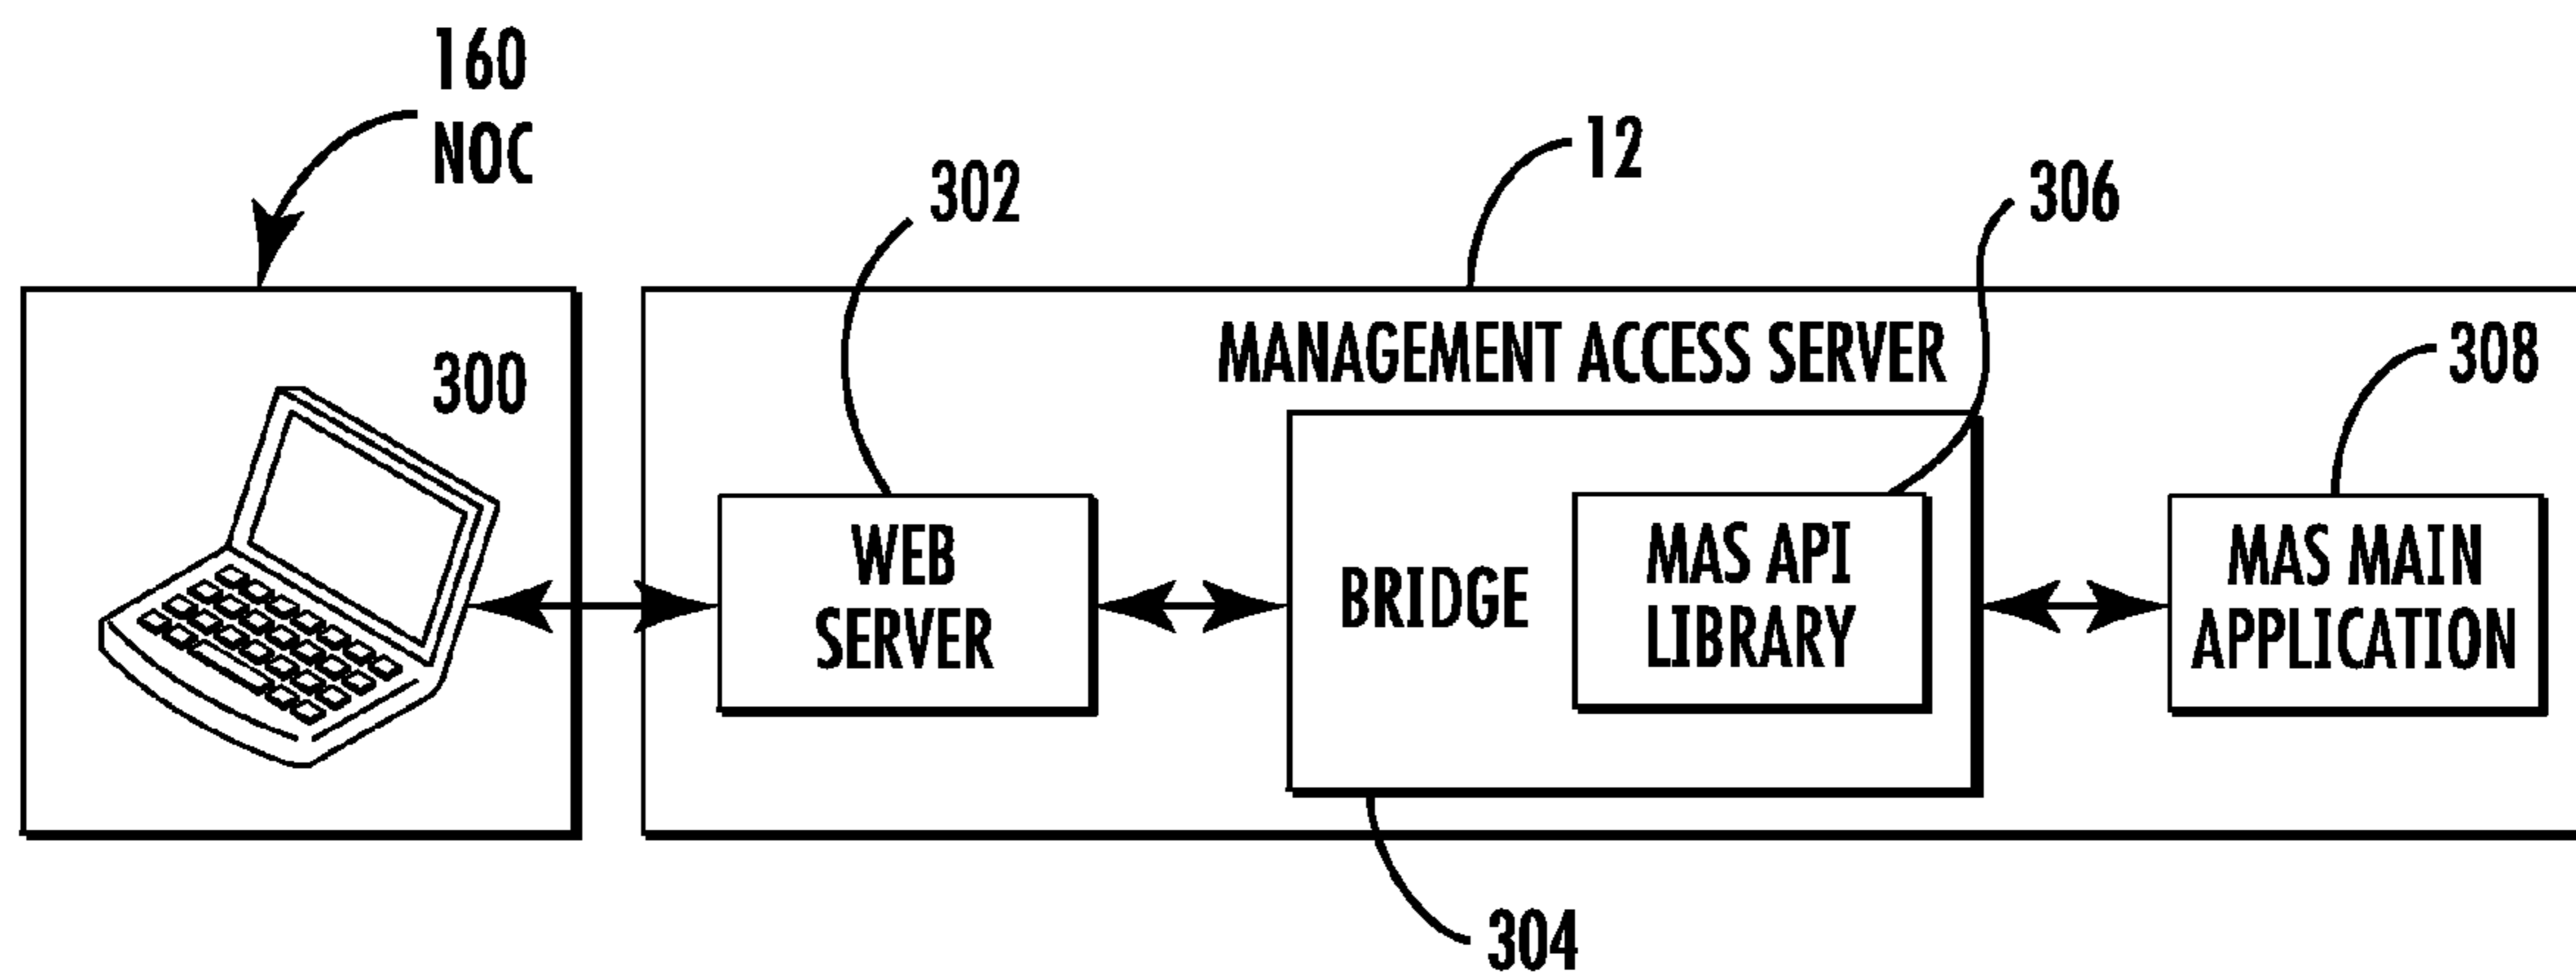 160
NOC
302
12
306
MANAGEMENT ACCESS SERVER
308
300
WEB
SERVER
BRIDGE
MAS API
LIBRARY
MAS MAIN
APPLICATION
304